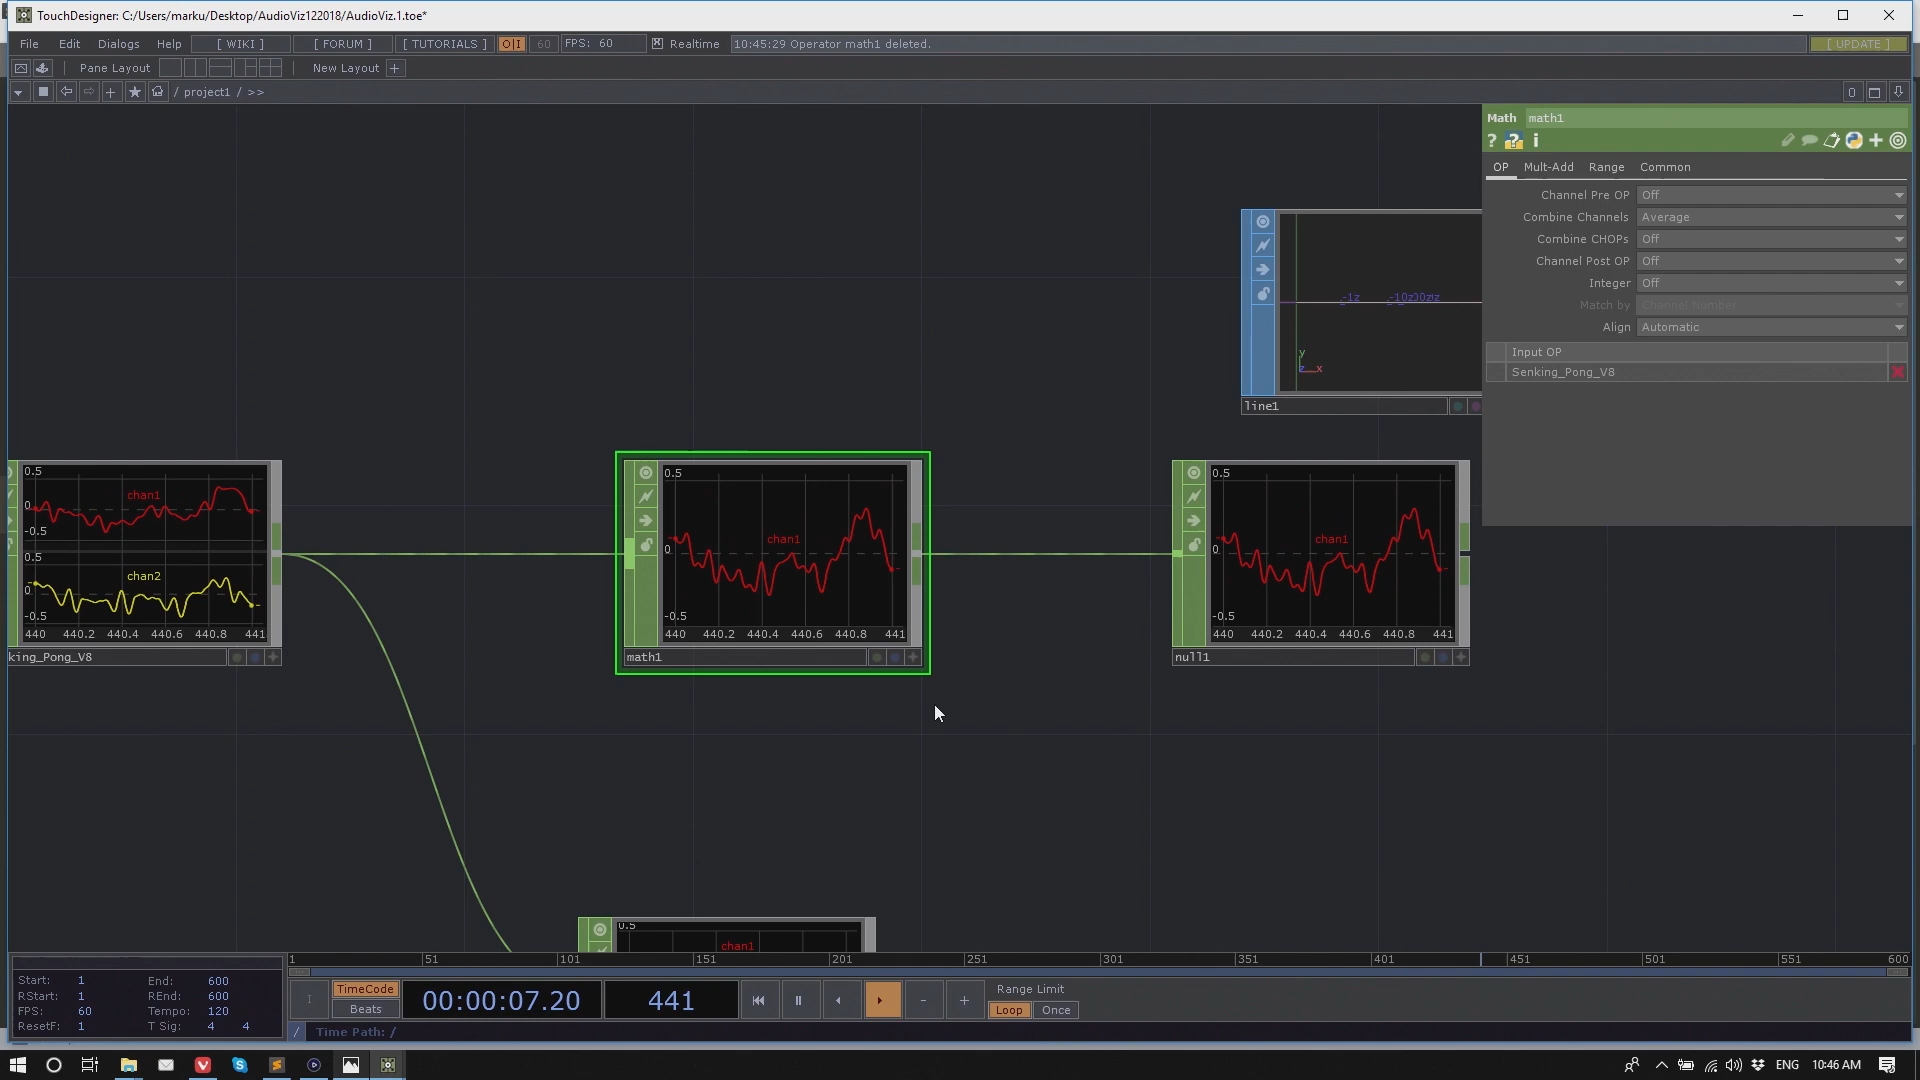 TouchDesigner: C:/Users/marku/Desktop/AudioViz122018/AudioViz.1.toe*
File Edit Dialogs Help [ WIKI ] [ FORUM ] [ TUTORIALS ] O|I 60 FPS: 60 Realtime 10:45:29 Operator math1 deleted. [ UPDATE ]
Pane Layout New Layout +
/ project1 / >> 0
Math math1
? ? i
OP Mult-Add Range Common
Channel Pre OP Off
Combine Channels Average
Combine CHOPs Off
Channel Post OP Off
Integer Off
Match by Channel Number
Align Automatic
Input OP
Senking_Pong_V8
y
z x
line1
0.5
chan1
0
-0.5
0.5
chan2
0
-0.5
440 440.2 440.4 440.6 440.8 441
king_Pong_V8
0.5
chan1
0
-0.5
440 440.2 440.4 440.6 440.8 441
math1
0.5
chan1
0
-0.5
440 440.2 440.4 440.6 440.8 441
null1
0.5
chan1
1 51 101 151 201 251 301 351 401 451 501 551 600
Start: 1 End: 600
RStart: 1 REnd: 600
FPS: 60 Tempo: 120
ResetF: 1 T Sig: 4 4
I TimeCode Beats 00:00:07.20 441 - + Range Limit
Loop Once
/ Time Path: /
ENG 10:46 AM